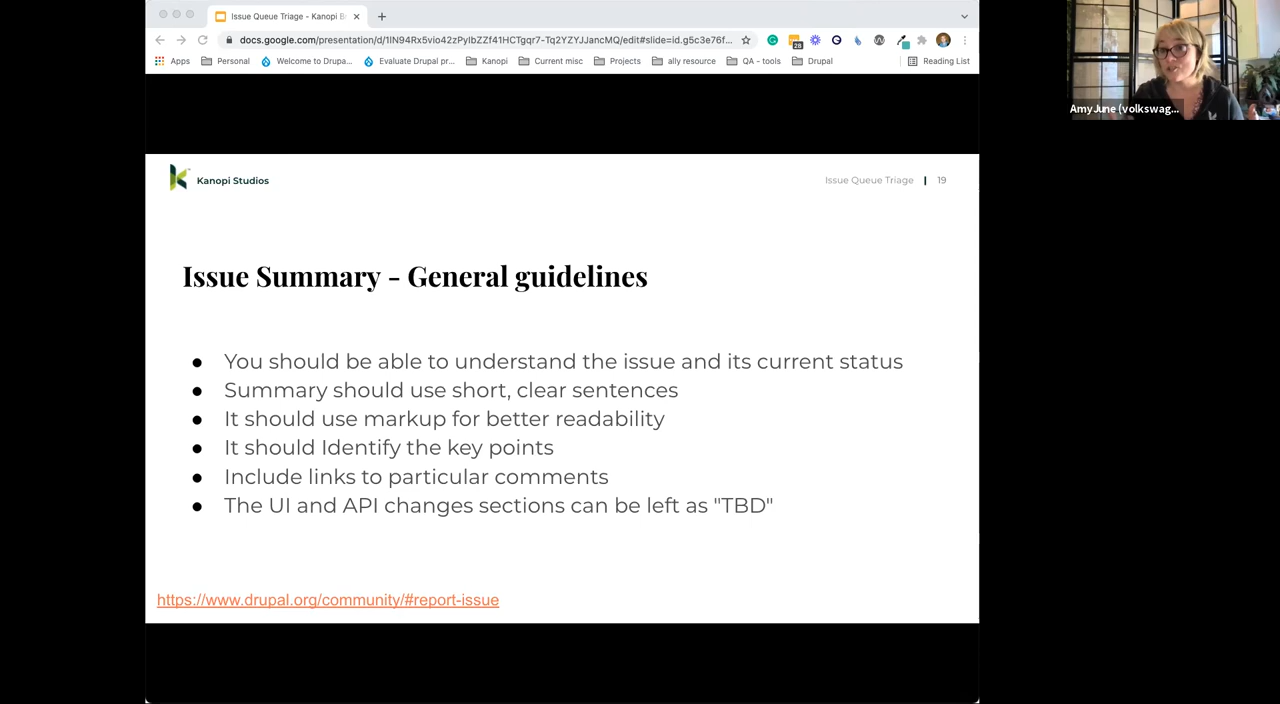 Issue Queue Triage - Kanopi B
docs.google.com/presentation/d/1lN94Rx5vio42zPylbZZf41HCTgqr7-Tq2YZYJJancMQ/edit#slide=id.g5c3e76f...
28
Apps Personal Welcome to Drupa... Evaluate Drupal pr... Kanopi Current misc Projects ally resource QA - tools Drupal Reading List
AmyJune (volkswag...
Kanopi Studios
Issue Queue Triage | 19
Issue Summary - General guidelines
● You should be able to understand the issue and its current status
● Summary should use short, clear sentences
● It should use markup for better readability
● It should Identify the key points
● Include links to particular comments
● The UI and API changes sections can be left as "TBD"
https://www.drupal.org/community/#report-issue